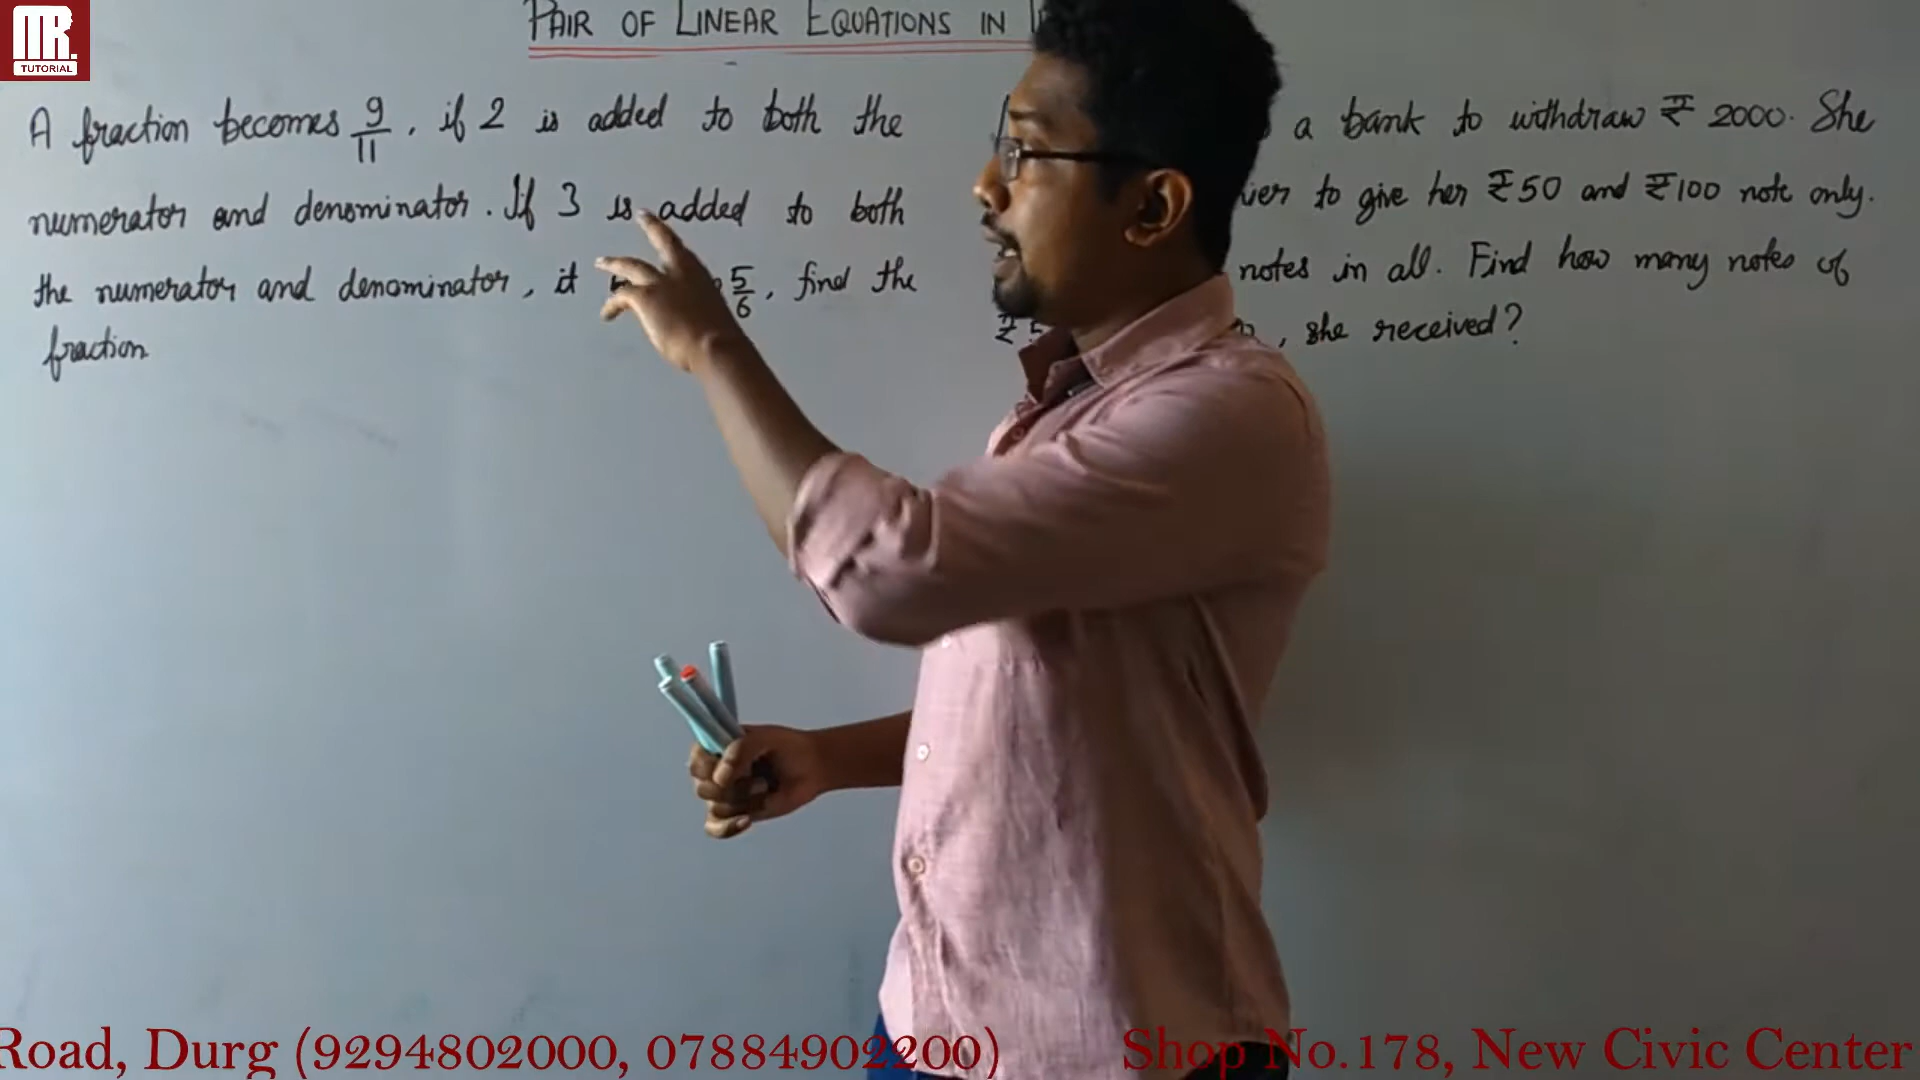 MR.
TUTORIAL
PAIR OF LINEAR EQUATIONS IN
A fraction becomes 9/11, if 2 is added to both the
numerator and denominator. If 3 is added to both
the numerator and denominator, it 5/6, find the
fraction
a bank to withdraw ₹ 2000. She
to give her ₹50 and ₹100 note only.
notes in all. Find how many notes of
, she received?
Road, Durg (9294802000, 07884902200) Shop No.178, New Civic Center